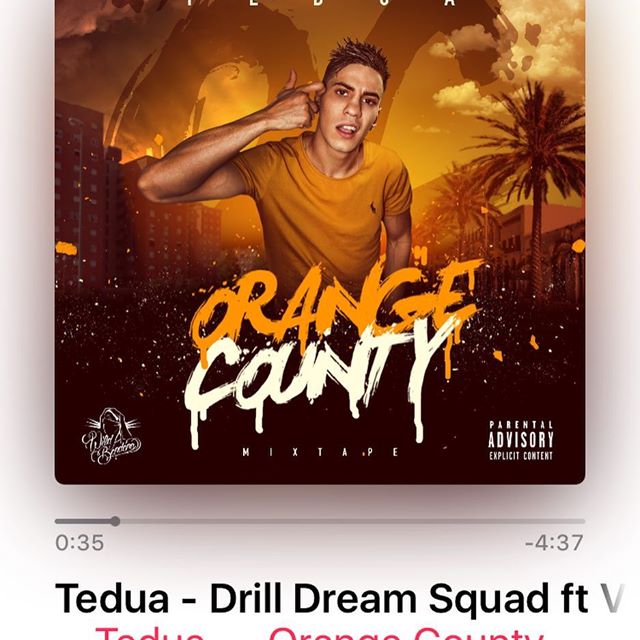 TEDUA
ORANGE
COUNTY
MIXTAPE
PARENTAL
ADVISORY
EXPLICIT CONTENT
0:35
-4:37
Tedua - Drill Dream Squad ft V
Tedua — Orange County